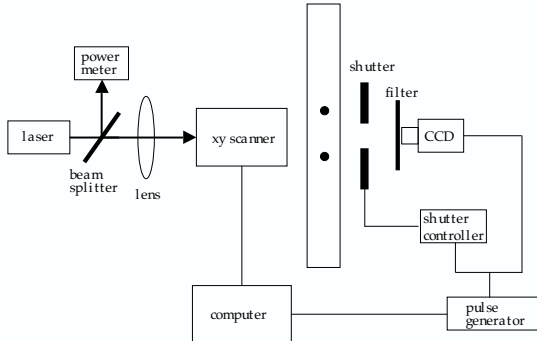 power
meter
laser
beam
splitter
lens
xy scanner
shutter
filter
CCD
shutter
controller
computer
pulse
generator